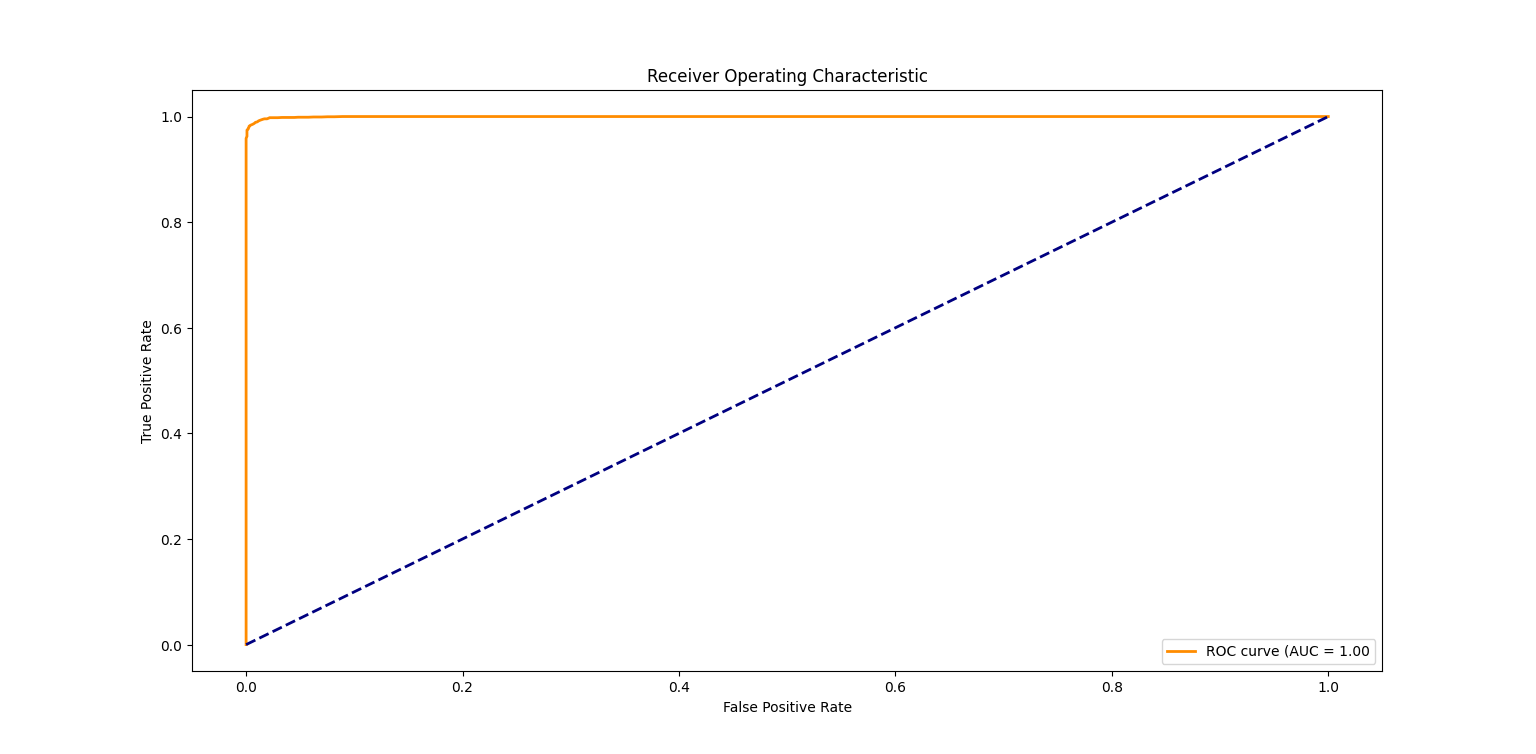 Receiver Operating Characteristic
1.0
0.8
0.6
0.4
0.2
0.0
True Positive Rate
ROC curve (AUC = 1.00
0.0 0.2 0.4 0.6 0.8 1.0
False Positive Rate